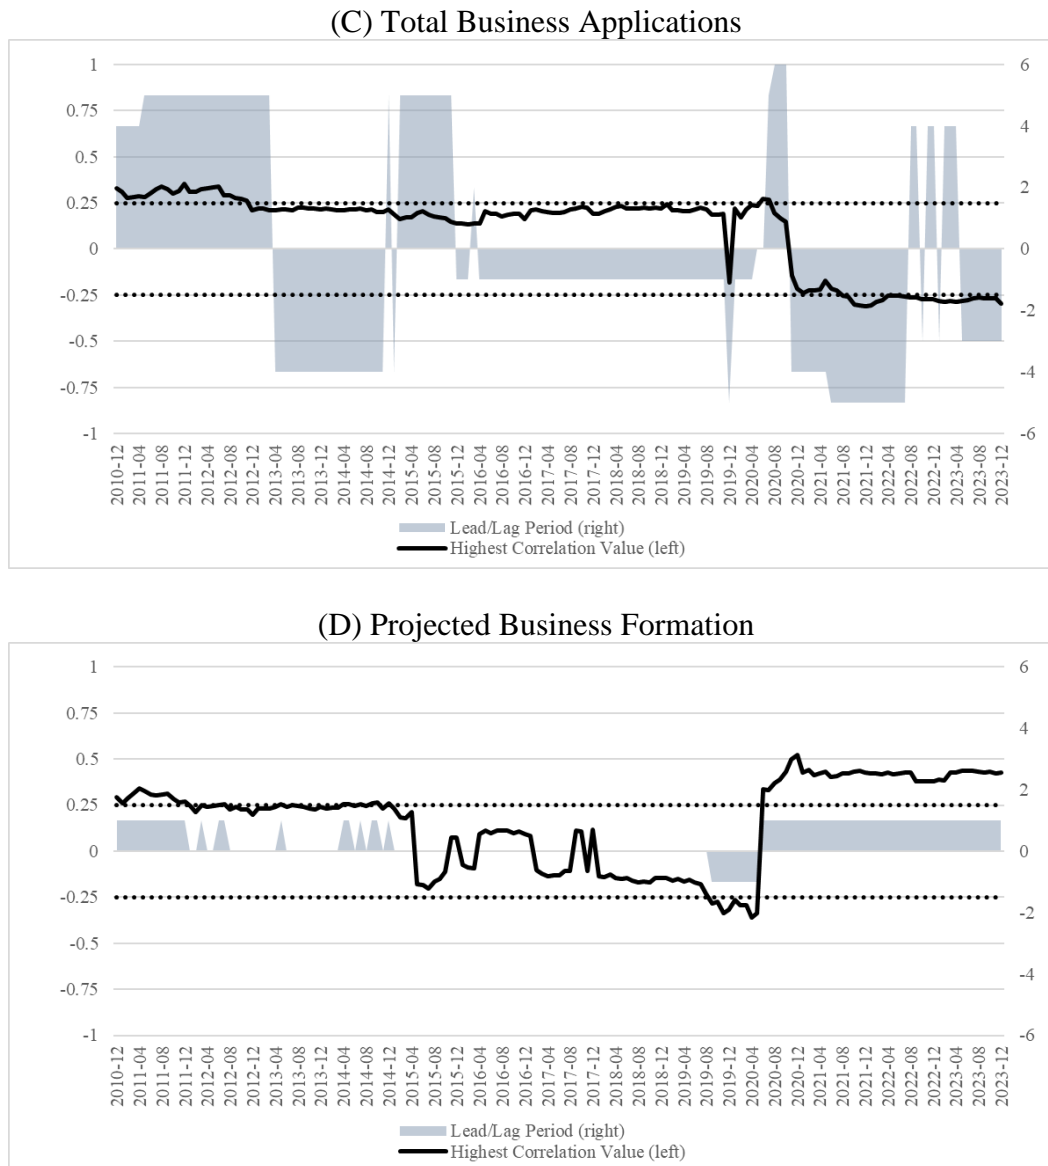 (C) Total Business Applications
1 6
0.75 4
0.5
0.25 2
0 0
-0.25 -2
-0.5
-0.75 -4
-1 -6
2010-12 2011-04 2011-08 2011-12 2012-04 2012-08 2012-12 2013-04 2013-08 2013-12 2014-04 2014-08 2014-12 2015-04 2015-08 2015-12 2016-04 2016-08 2016-12 2017-04 2017-08 2017-12 2018-04 2018-08 2018-12 2019-04 2019-08 2019-12 2020-04 2020-08 2020-12 2021-04 2021-08 2021-12 2022-04 2022-08 2022-12 2023-04 2023-08 2023-12
Lead/Lag Period (right)
Highest Correlation Value (left)
(D) Projected Business Formation
1 6
0.75 4
0.5
0.25 2
0 0
-0.25 -2
-0.5
-0.75 -4
-1 -6
2010-12 2011-04 2011-08 2011-12 2012-04 2012-08 2012-12 2013-04 2013-08 2013-12 2014-04 2014-08 2014-12 2015-04 2015-08 2015-12 2016-04 2016-08 2016-12 2017-04 2017-08 2017-12 2018-04 2018-08 2018-12 2019-04 2019-08 2019-12 2020-04 2020-08 2020-12 2021-04 2021-08 2021-12 2022-04 2022-08 2022-12 2023-04 2023-08 2023-12
Lead/Lag Period (right)
Highest Correlation Value (left)